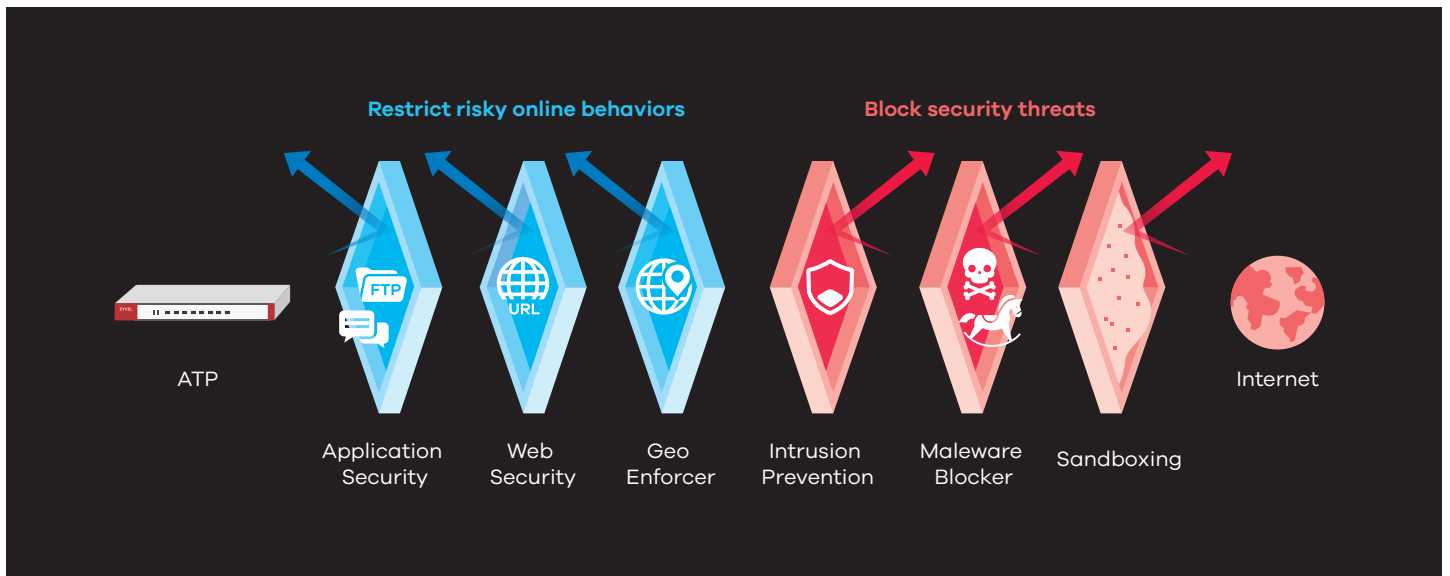 Restrict risky online behaviors
Block security threats
FTP
URL
ZYXEL
ATP
Internet
Application
Security
Web
Security
Geo
Enforcer
Intrusion
Prevention
Maleware
Blocker
Sandboxing